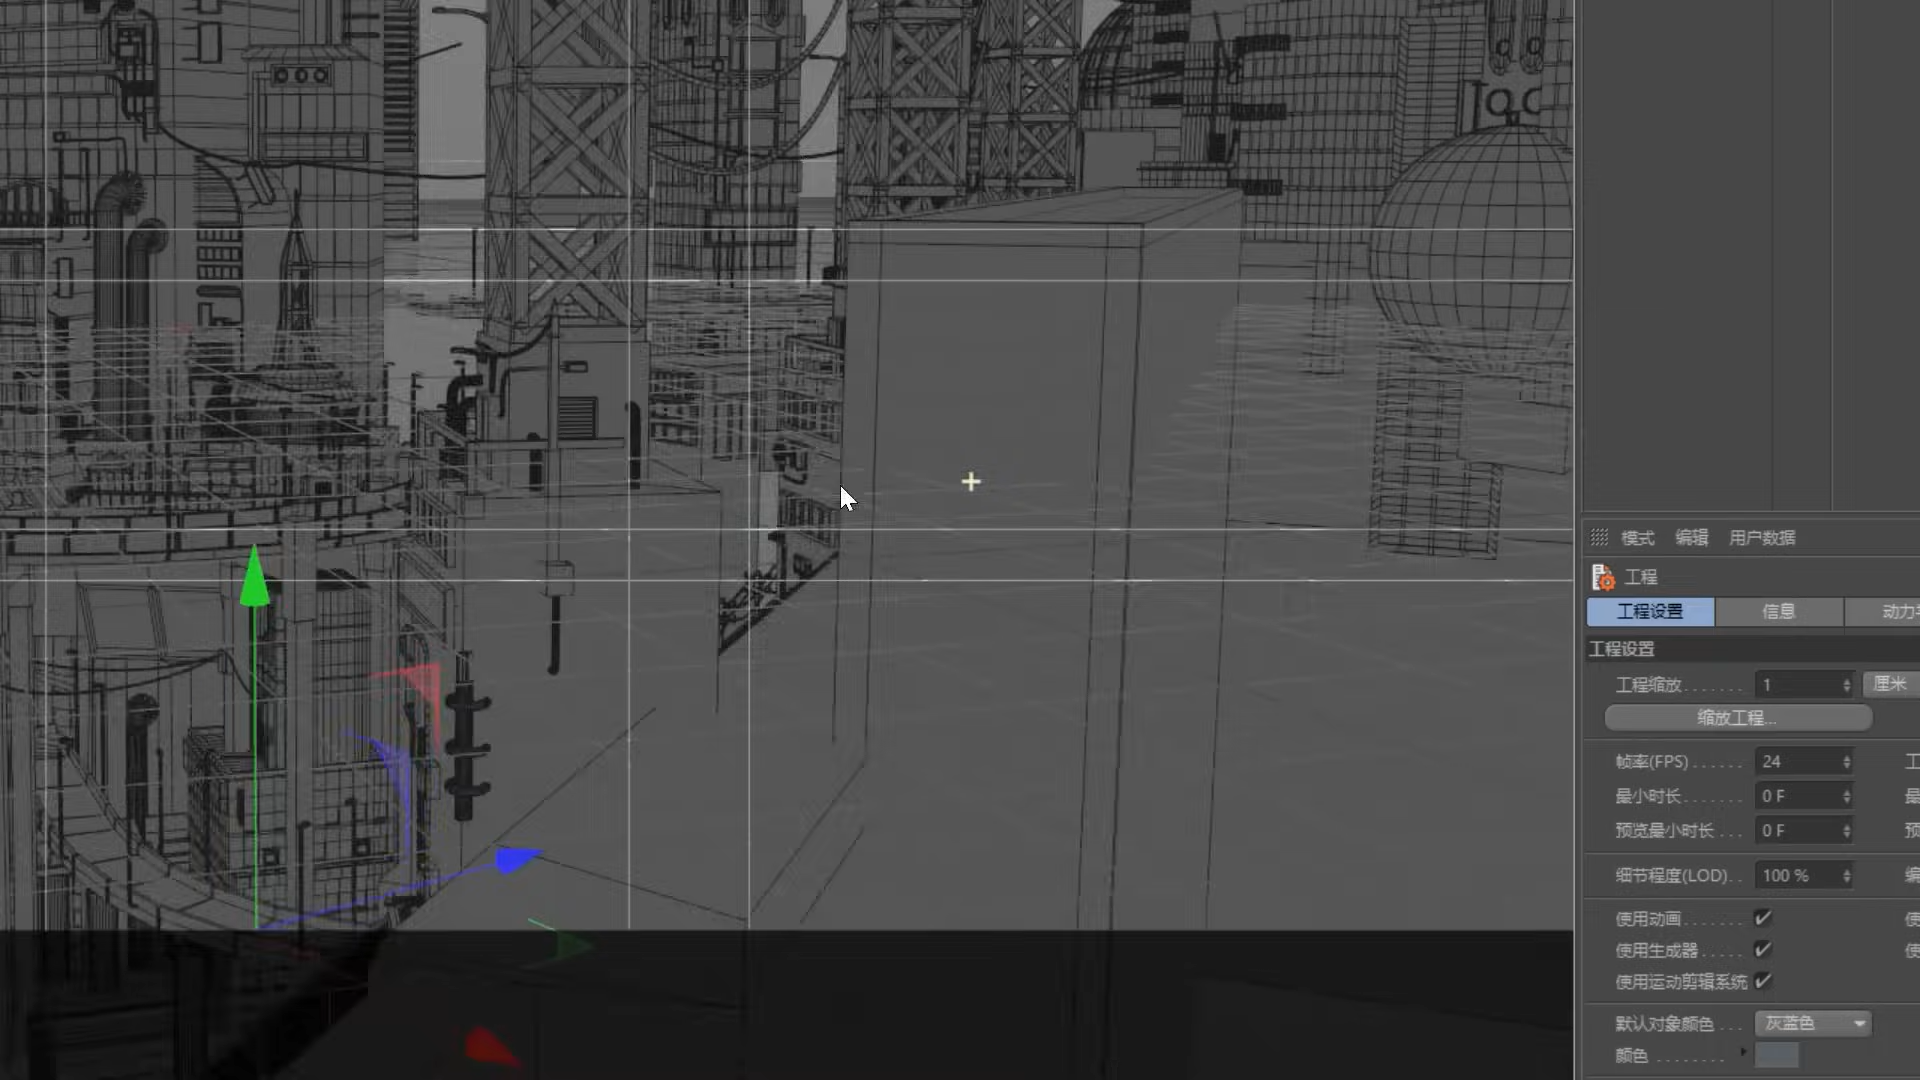 模式 编辑 用户数据
工程
工程设置 信息
工程设置
工程缩放....... 1 厘米
缩放工程...
帧率(FPS)...... 24
最小时长....... 0 F
预览最小时长... 0 F
细节程度(LOD).. 100 %
使用动画.......
使用生成器.....
使用运动剪辑系统
默认对象颜色... 灰蓝色
颜色........